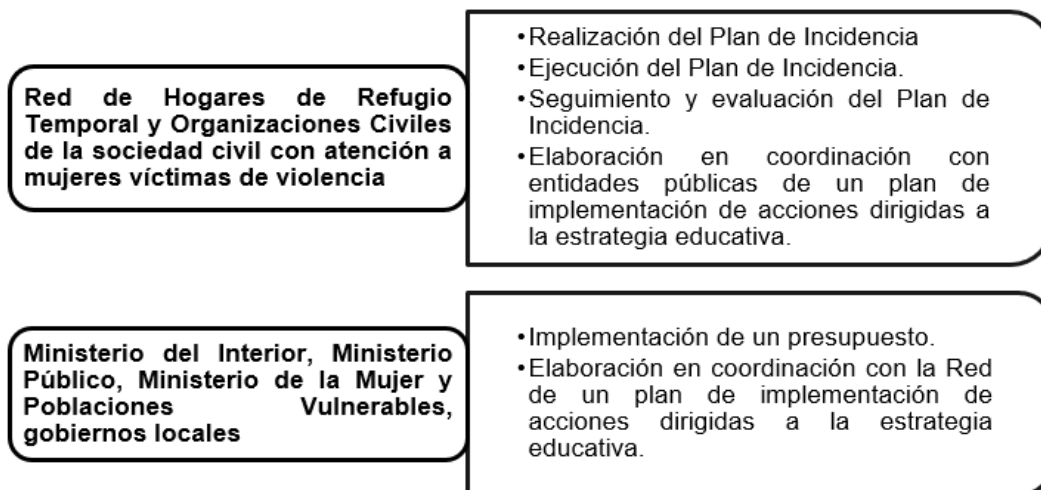 Red de Hogares de Refugio
Temporal y Organizaciones Civiles
de la sociedad civil con atención a
mujeres víctimas de violencia
•Realización del Plan de Incidencia
•Ejecución del Plan de Incidencia.
•Seguimiento y evaluación del Plan de
Incidencia.
•Elaboración en coordinación con
entidades públicas de un plan de
implementación de acciones dirigidas a
la estrategia educativa.
Ministerio del Interior, Ministerio
Público, Ministerio de la Mujer y
Poblaciones Vulnerables,
gobiernos locales
•Implementación de un presupuesto.
•Elaboración en coordinación con la Red
de un plan de implementación de
acciones dirigidas a la estrategia
educativa.